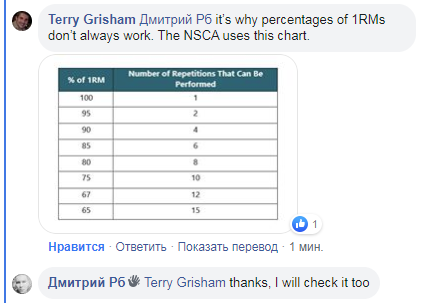 Terry Grisham Дмитрий Рб it's why percentages of 1RMs
don't always work. The NSCA uses this chart.
% of 1RM Number of Repetitions That Can Be
Performed
100 1
95 2
90 4
85 6
80 8
75 10
67 12
65 15
1
Нравится · Ответить · Показать перевод · 1 мин.
Дмитрий Рб Terry Grisham thanks, I will check it too